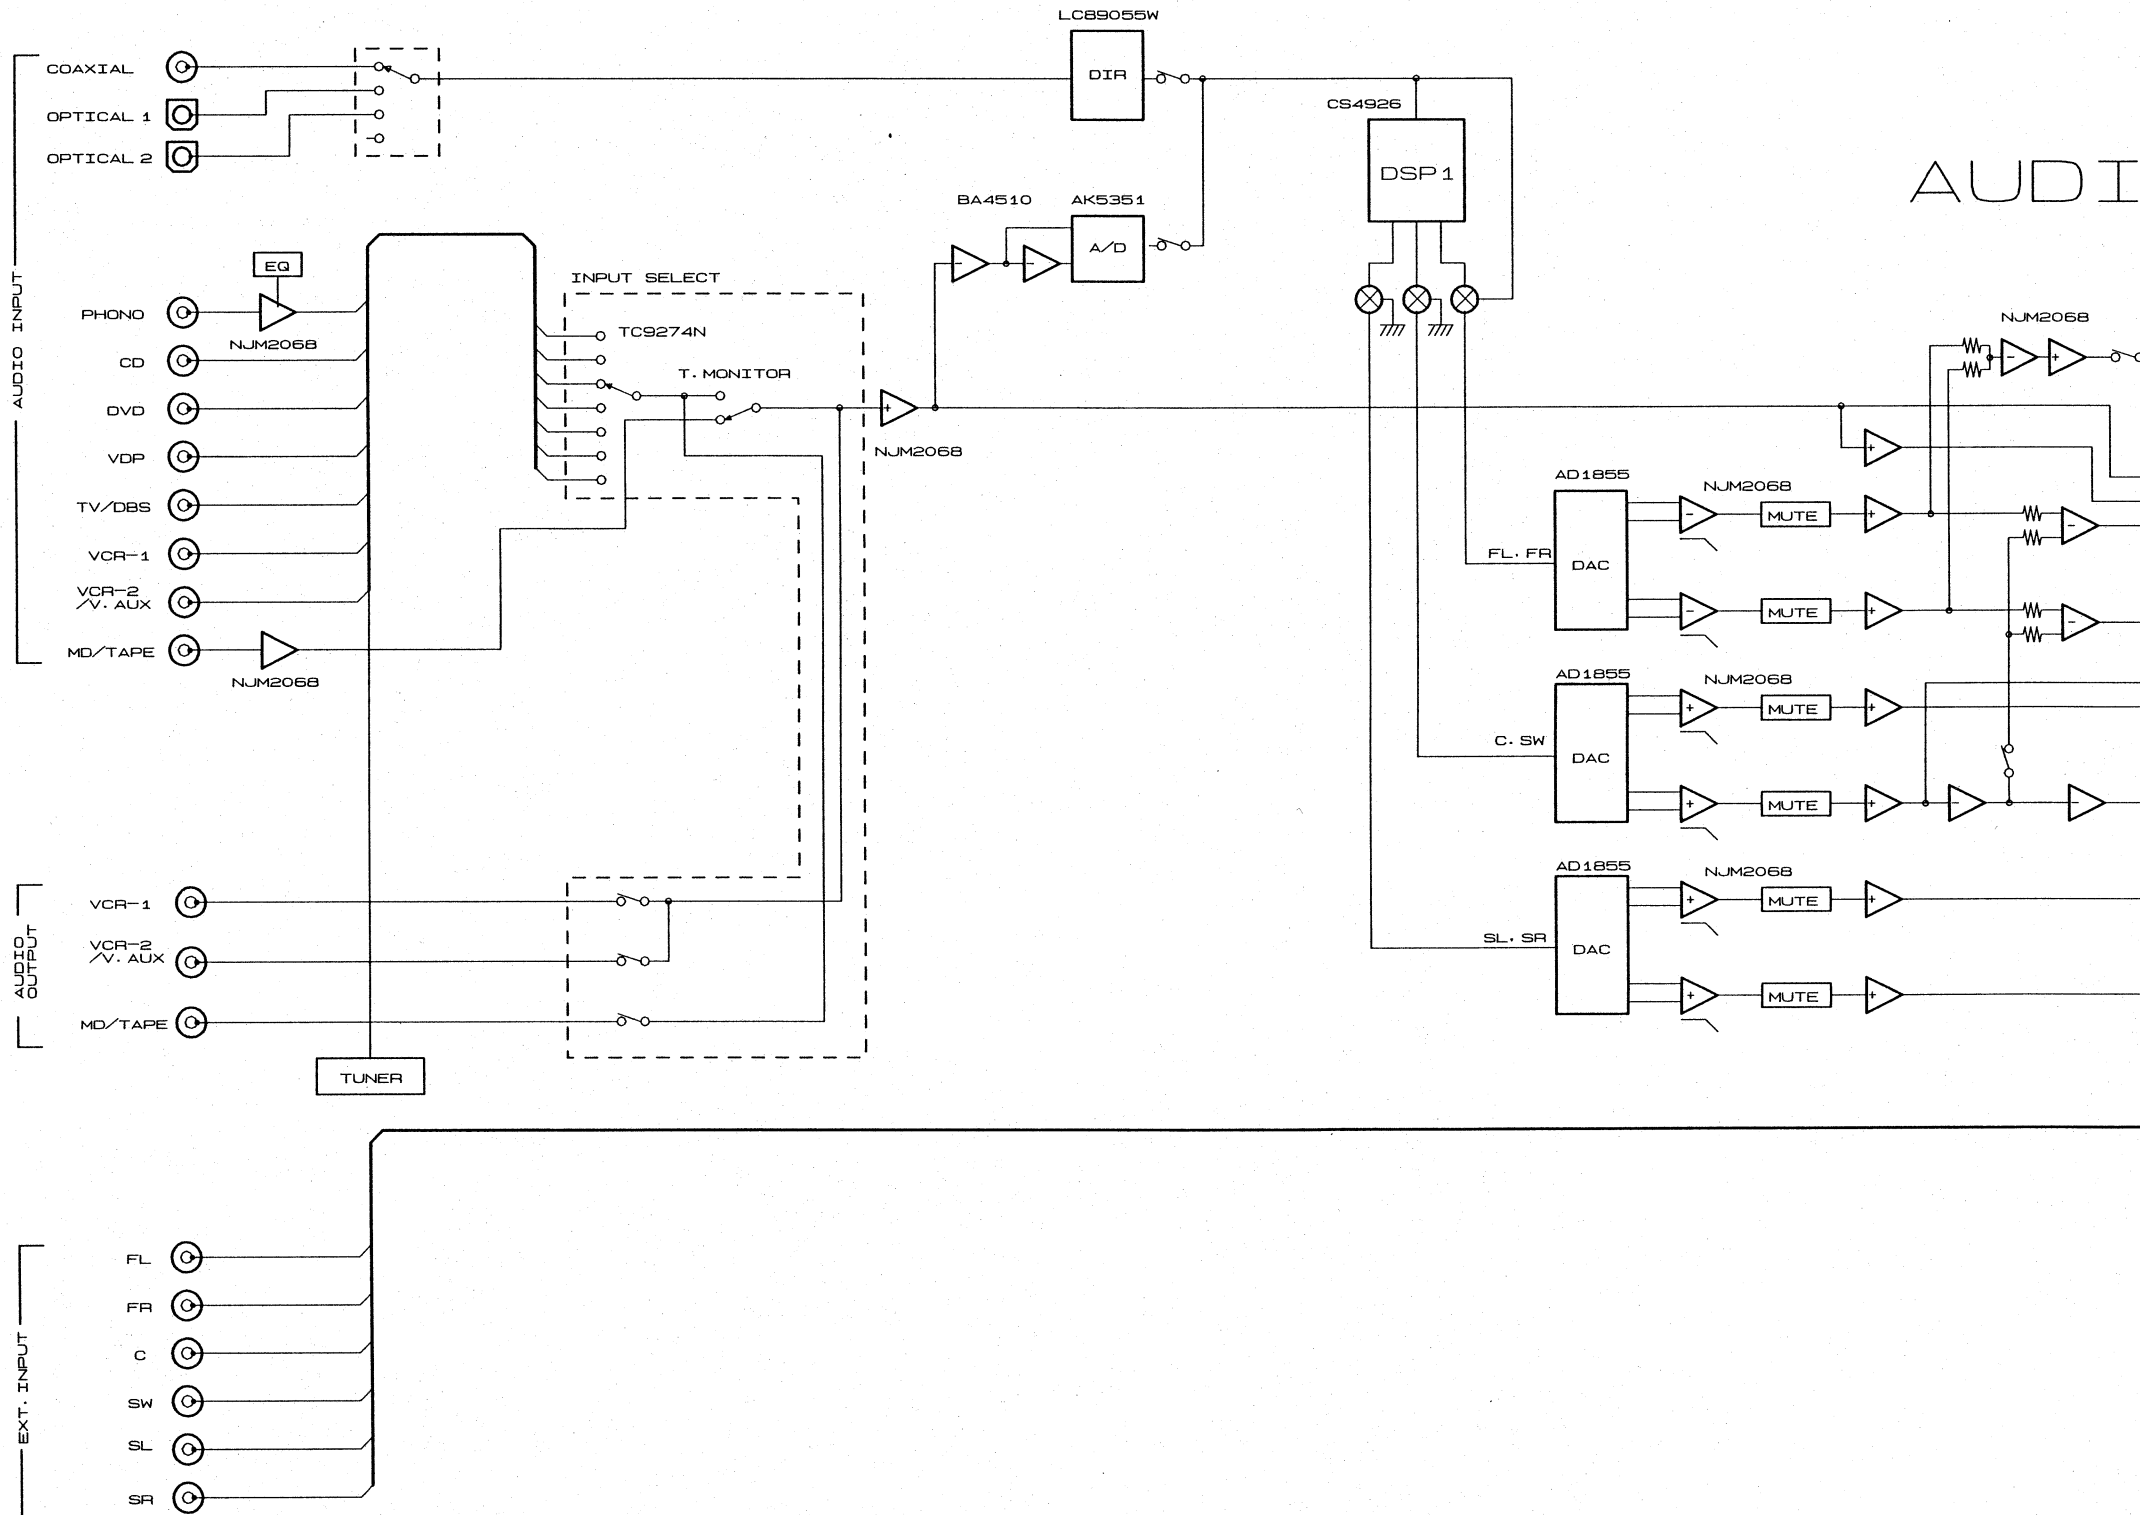 LC89055W
COAXIAL
DIR
CS4926
OPTICAL 1
OPTICAL 2
DSP1
AUDI
BA4510
AK5351
A/D
AUDIO INPUT
EQ
INPUT SELECT
PHONO
NJM2068
TC9274N
NJM2068
CD
T. MONITOR
DVD
NJM2068
VDP
AD1855
NJM2068
TV/DBS
MUTE
VCR-1
FL. FR
DAC
VCR-2
/V. AUX
MUTE
MD/TAPE
NJM2068
AD1855
NJM2068
MUTE
C. SW
DAC
MUTE
AD1855
NJM2068
AUDIO
OUTPUT
VCR-1
MUTE
VCR-2
/V. AUX
SL. SR
DAC
MD/TAPE
MUTE
TUNER
EXT. INPUT
FL
FR
C
SW
SL
SR
+
-
-
-
+
+
-
+
-
-
+
-
+
+
+
+
-
-
+
+
+
+